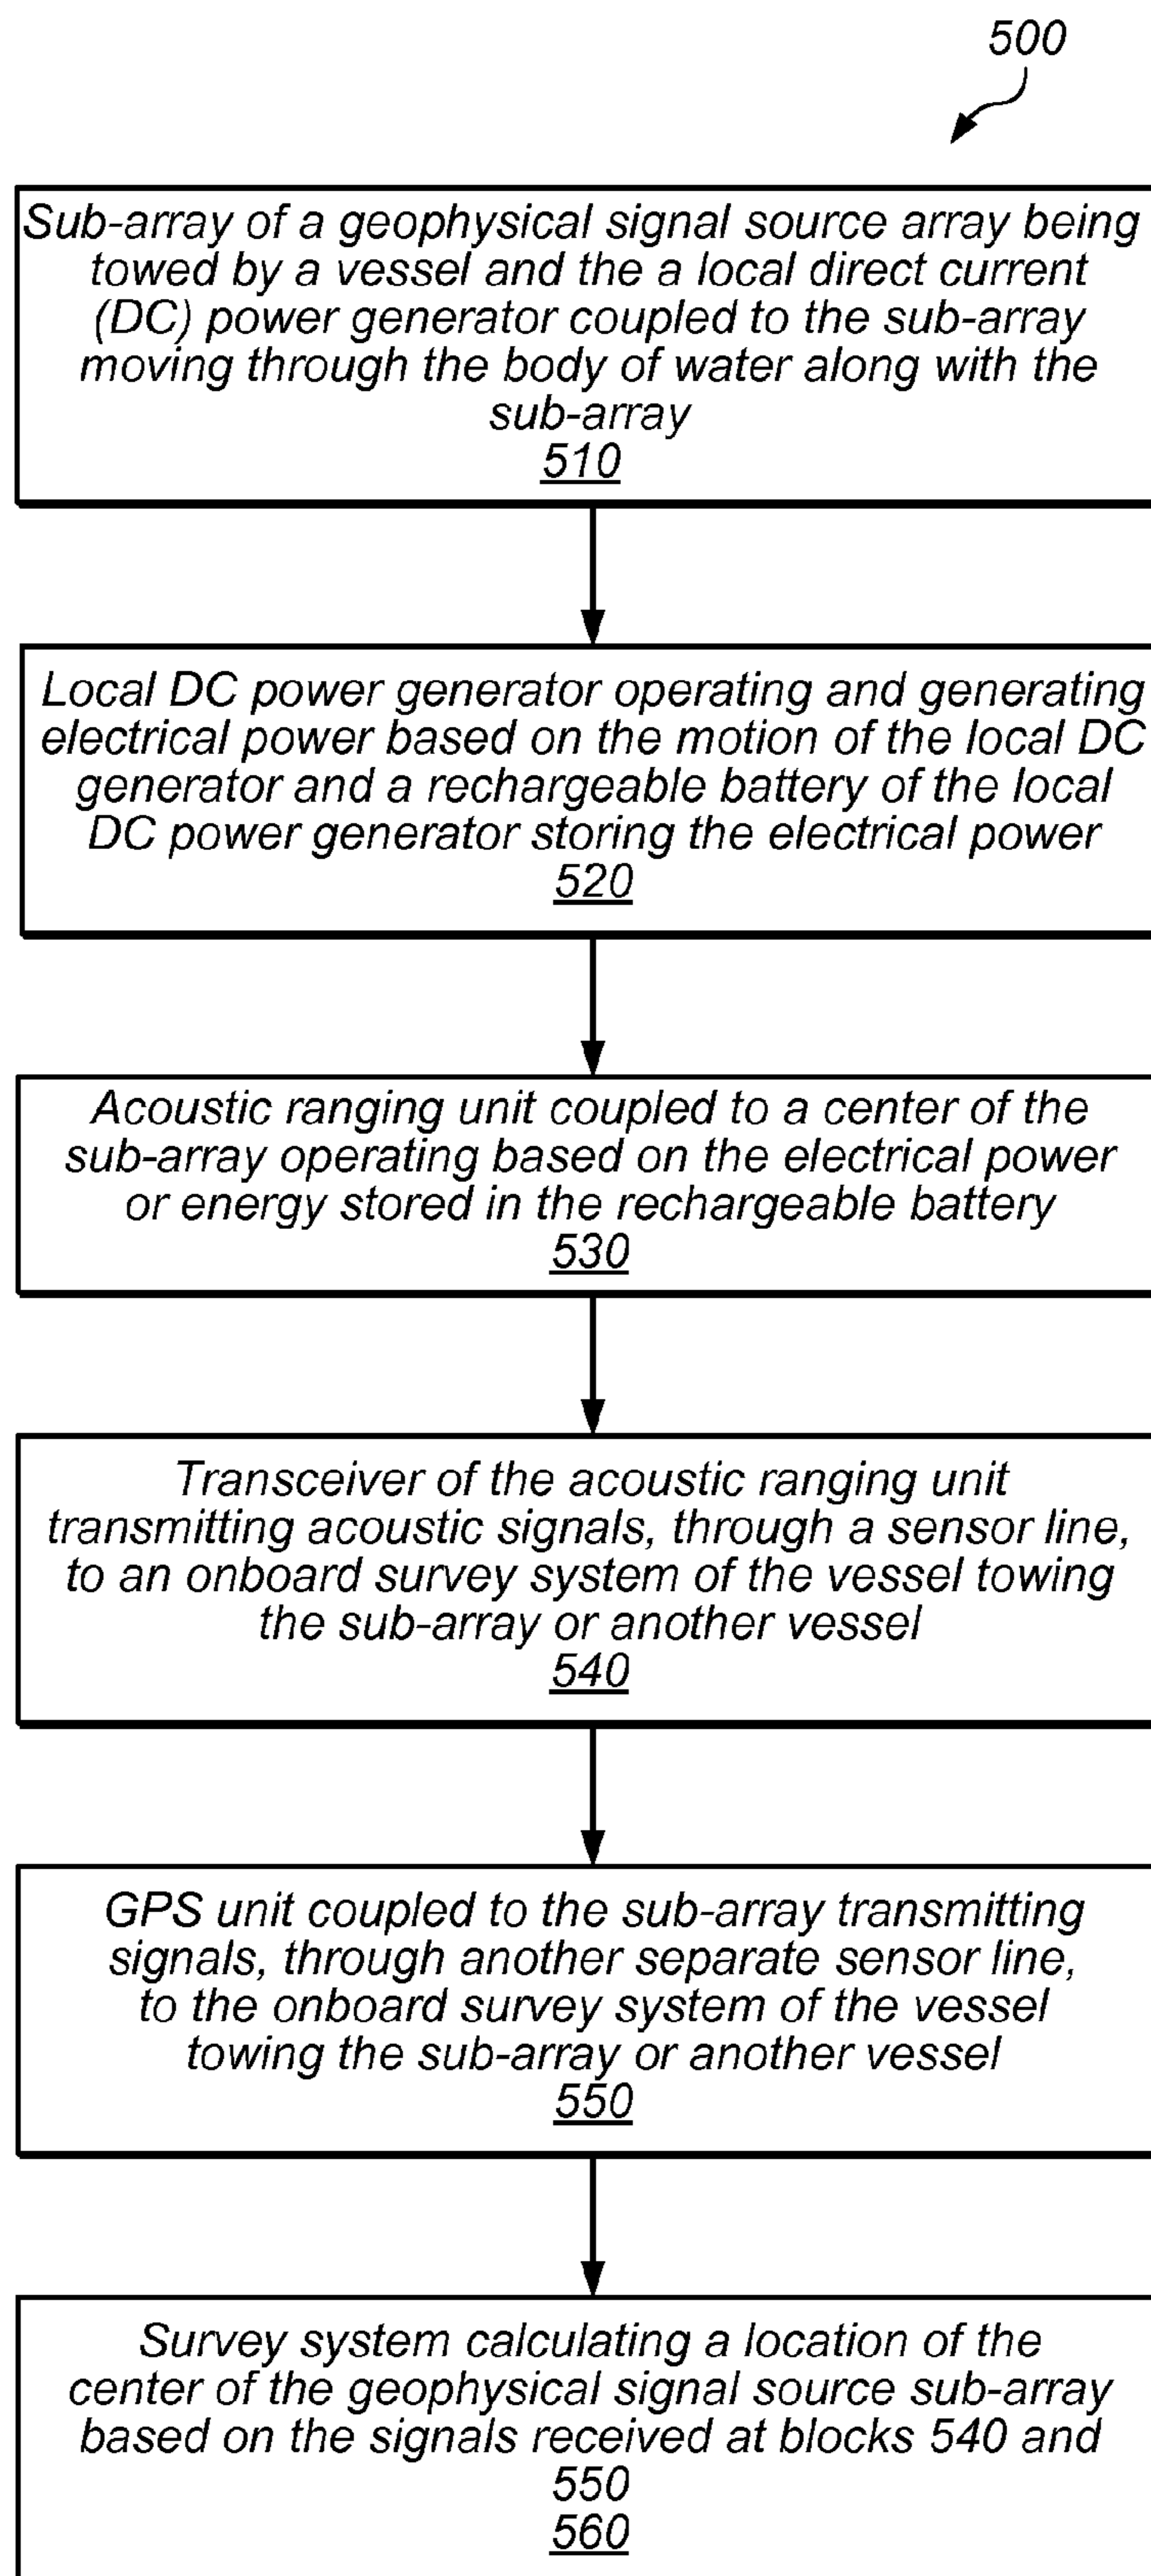 500
Sub-array of a geophysical signal source array being
towed by a vessel and the a local direct current
(DC) power generator coupled to the sub-array
moving through the body of water along with the
sub-array
510
Local DC power generator operating and generating
electrical power based on the motion of the local DC
generator and a rechargeable battery of the local
DC power generator storing the electrical power
520
Acoustic ranging unit coupled to a center of the
sub-array operating based on the electrical power
or energy stored in the rechargeable battery
530
Transceiver of the acoustic ranging unit
transmitting acoustic signals, through a sensor line,
to an onboard survey system of the vessel towing
the sub-array or another vessel
540
GPS unit coupled to the sub-array transmitting
signals, through another separate sensor line,
to the onboard survey system of the vessel
towing the sub-array or another vessel
550
Survey system calculating a location of the
center of the geophysical signal source sub-array
based on the signals received at blocks 540 and
550
560